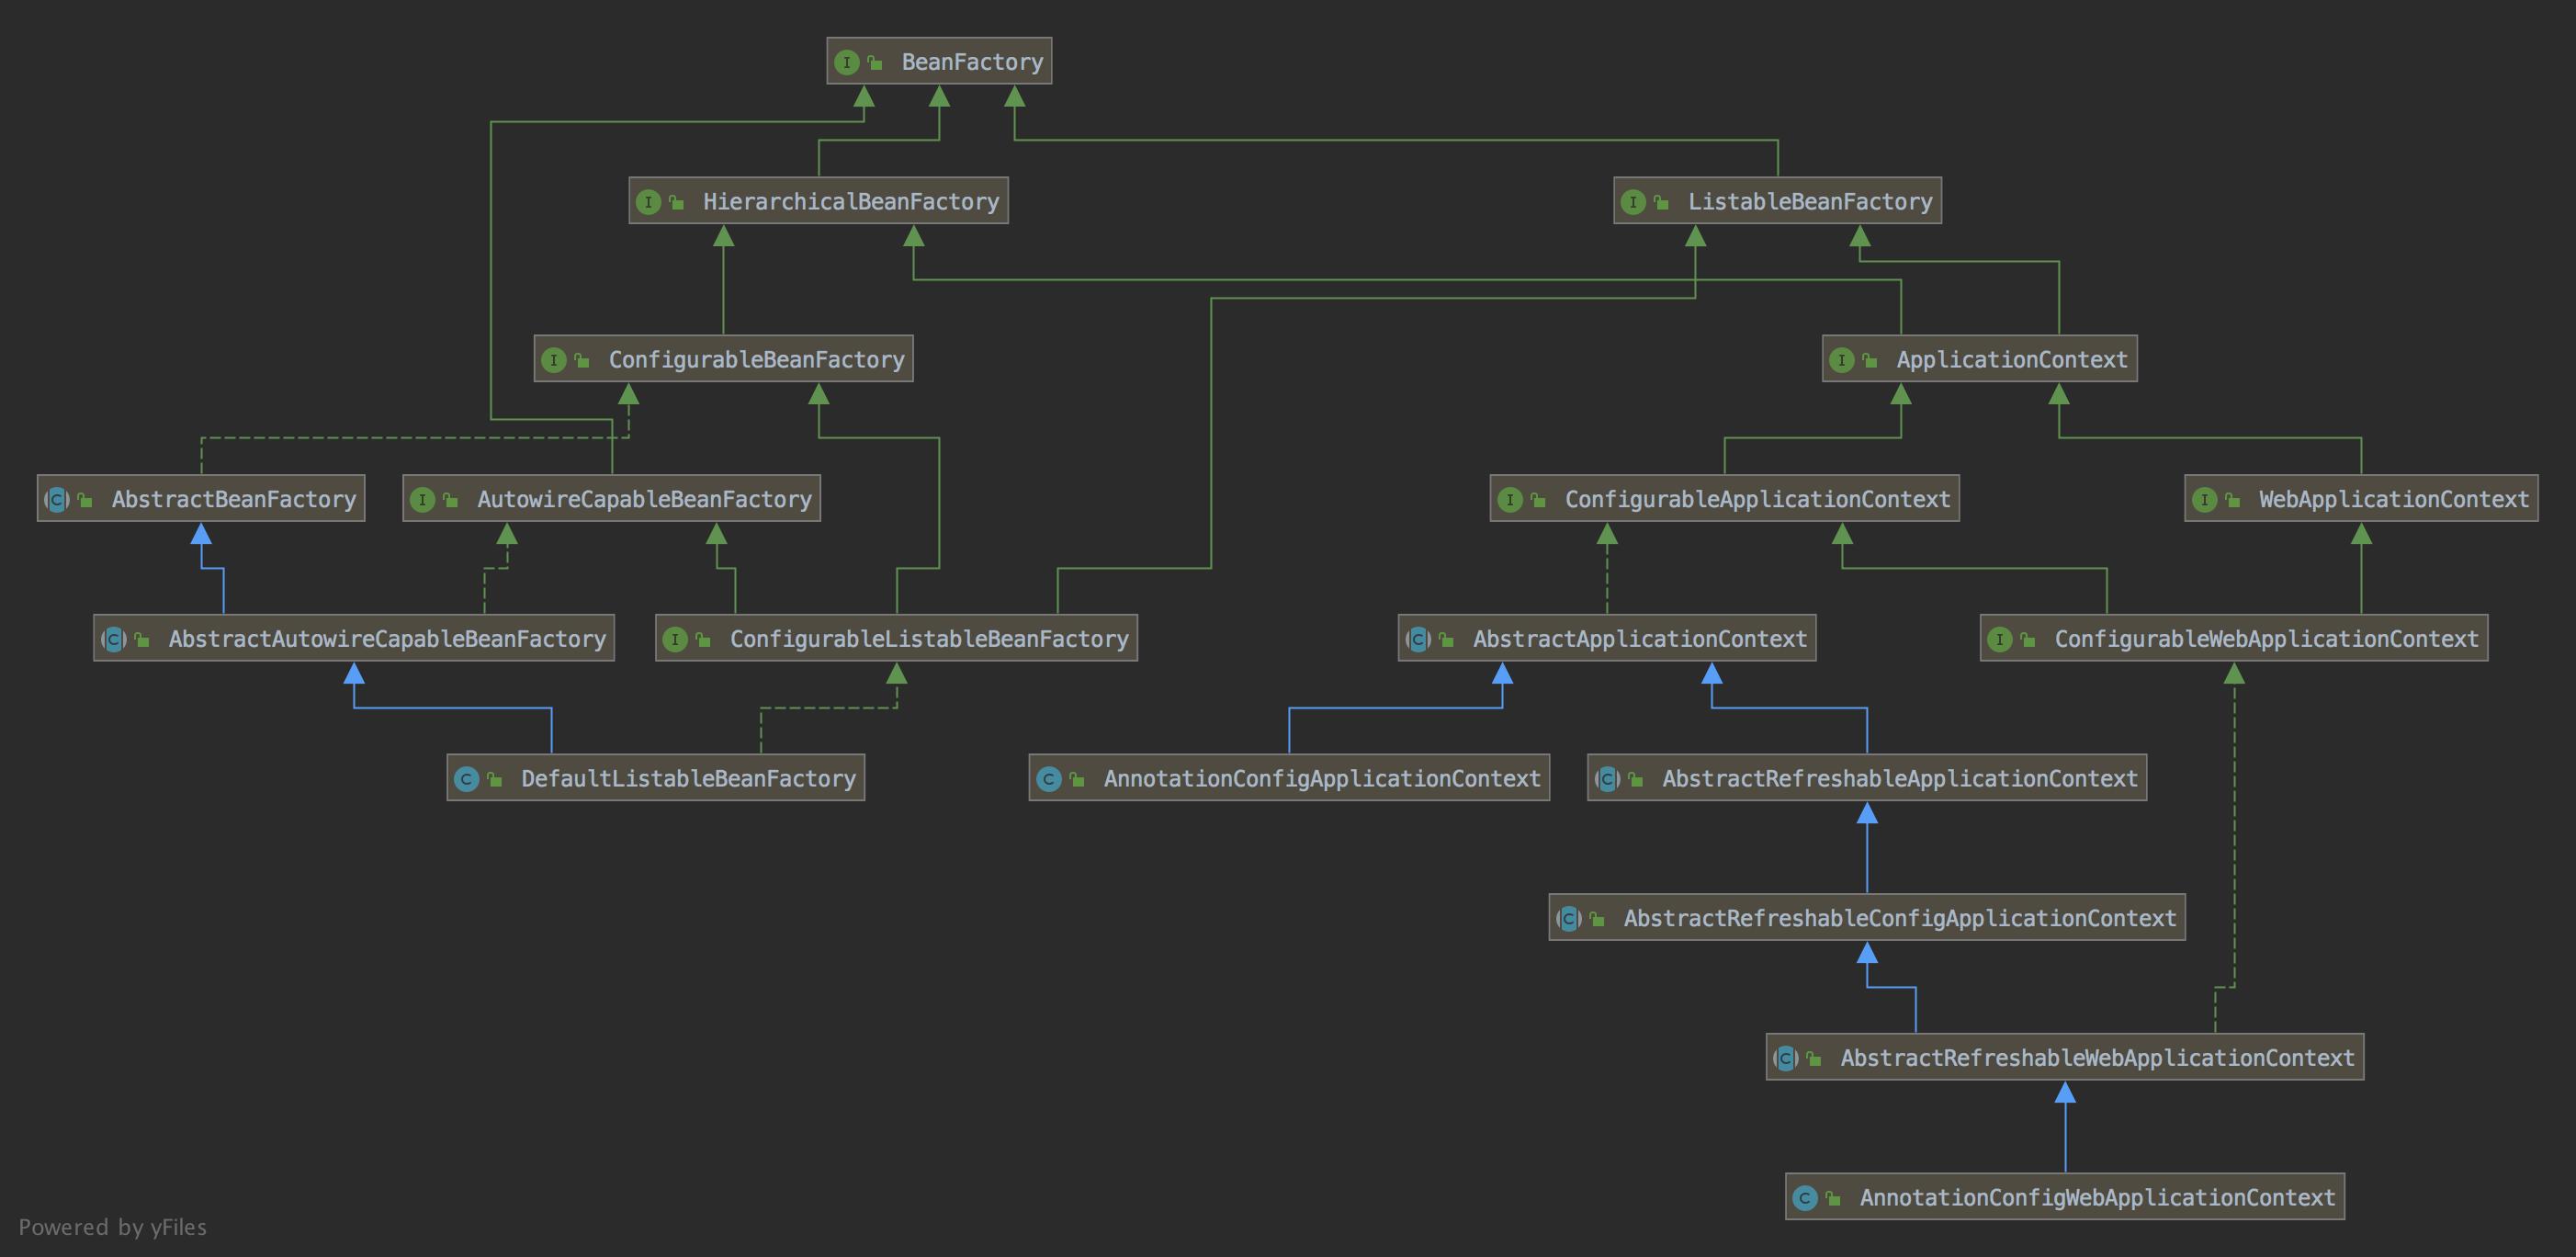 BeanFactory
HierarchicalBeanFactory
ListableBeanFactory
ConfigurableBeanFactory
ApplicationContext
AbstractBeanFactory
AutowireCapableBeanFactory
ConfigurableApplicationContext
WebApplicationContext
AbstractAutowireCapableBeanFactory
ConfigurableListableBeanFactory
AbstractApplicationContext
ConfigurableWebApplicationContext
DefaultListableBeanFactory
AnnotationConfigApplicationContext
AbstractRefreshableApplicationContext
AbstractRefreshableConfigApplicationContext
AbstractRefreshableWebApplicationContext
AnnotationConfigWebApplicationContext
Powered by yFiles